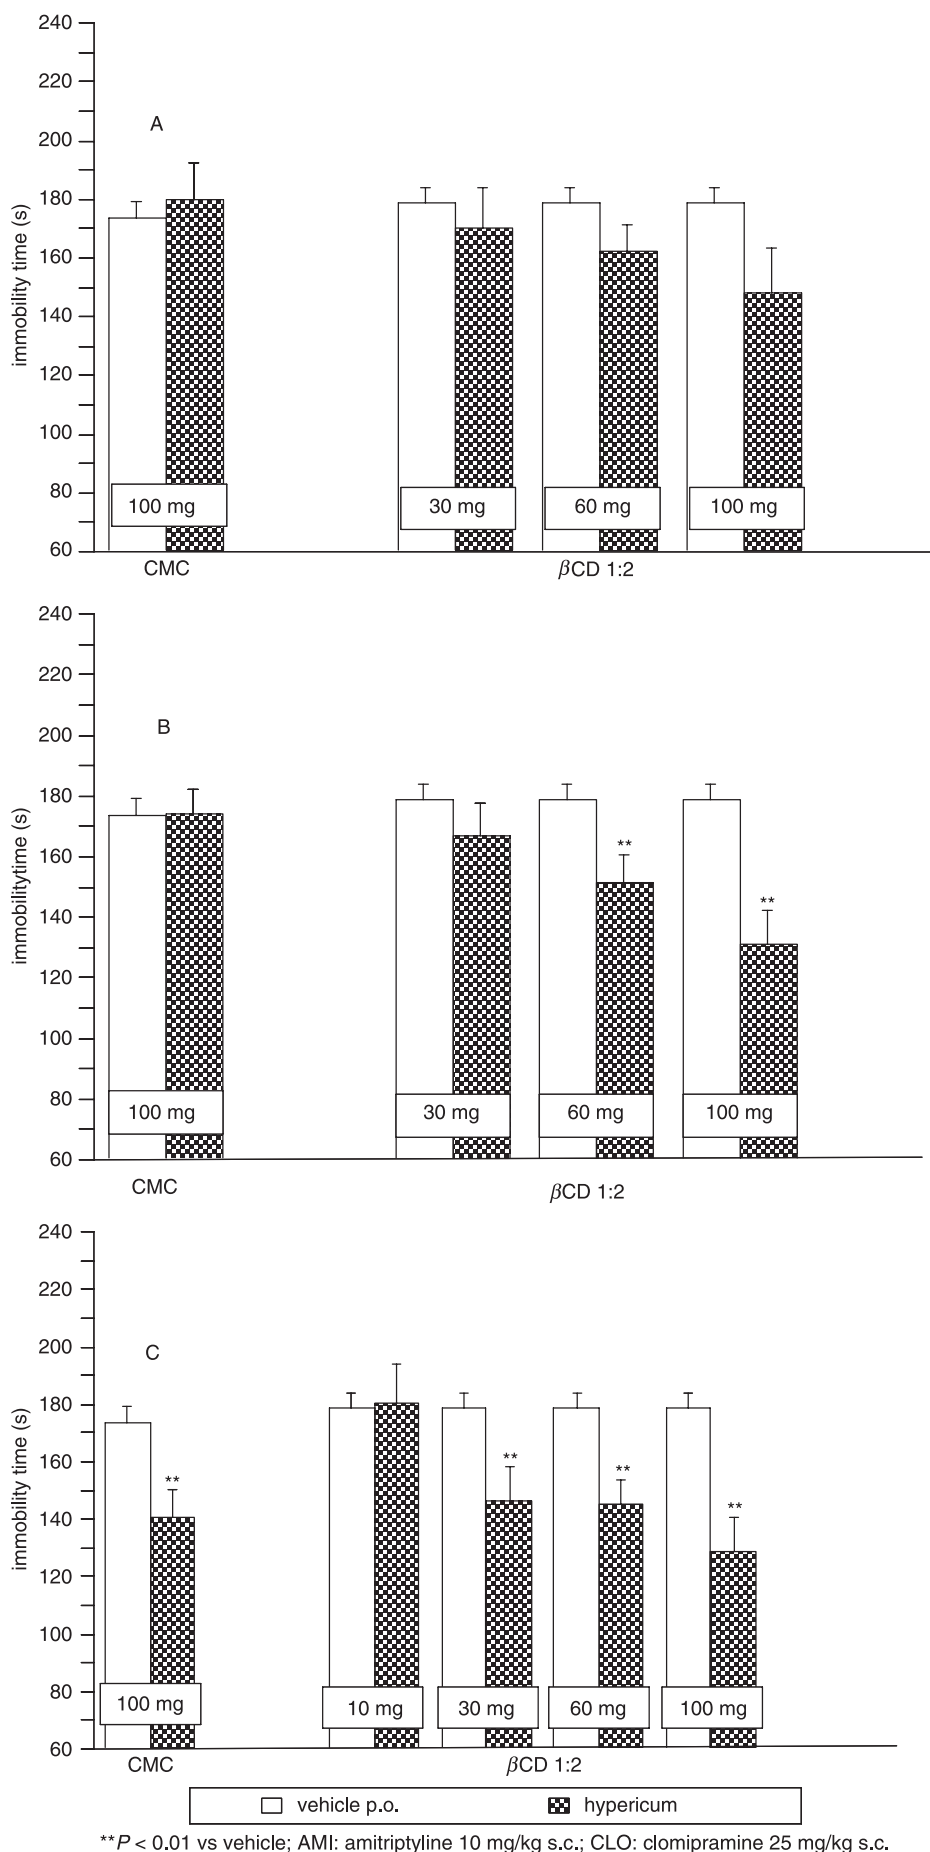 240
220
200
180
160
140
120
100
80
60
immobility time (s)
A
100 mg
30 mg
60 mg
100 mg
CMC
βCD 1:2
240
220
200
180
160
140
120
100
80
60
immobilitytime (s)
B
**
**
100 mg
30 mg
60 mg
100 mg
CMC
βCD 1:2
240
220
200
180
160
140
120
100
80
60
immobility time (s)
C
**
**
**
**
100 mg
10 mg
30 mg
60 mg
100 mg
CMC
βCD 1:2
vehicle p.o.
hypericum
**P < 0.01 vs vehicle; AMI: amitriptyline 10 mg/kg s.c.; CLO: clomipramine 25 mg/kg s.c.